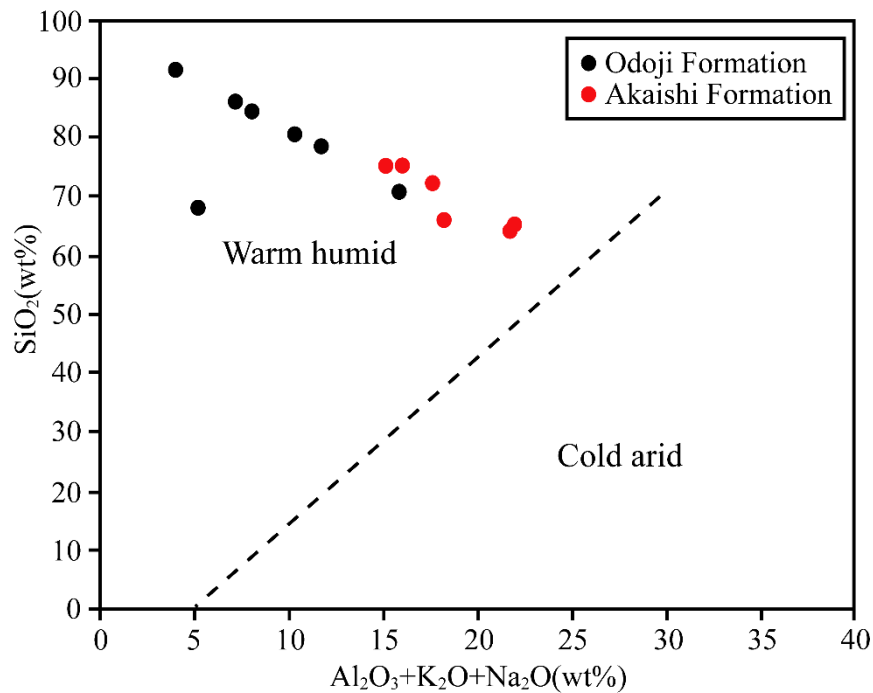 100
90
80
70
60
50
40
30
20
10
0
SiO₂(wt%)
Odoji Formation
Akaishi Formation
Warm humid
Cold arid
0 5 10 15 20 25 30 35 40
Al₂O₃+K₂O+Na₂O(wt%)